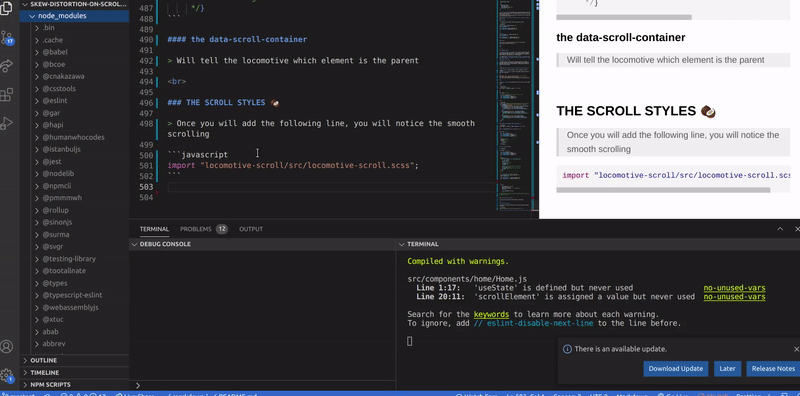 SKEW-DISTORTION-ON-SCROL...
node_modules
.bin
.cache
@babel
@bcoe
@cnakazawa
@csstools
@eslint
@gar
@hapi
@humanwhocodes
@istanbuljs
@jest
@nodelib
@npmcli
@pmmmwh
@rollup
@sinonjs
@surma
@svgr
@testing-library
@tootallnate
@types
@typescript-eslint
@webassemblyjs
@xtuc
abab
abbrev
OUTLINE
TIMELINE
NPM SCRIPTS
487 */}
488 ```
489
490 #### the data-scroll-container
491
492 > Will tell the locomotive which element is the parent
493
494 <br>
495
496 ### THE SCROLL STYLES 🥥
497
498 > Once you will add the following line, you will notice the smooth
scrolling
499
500 ```javascript
501 import "locomotive-scroll/src/locomotive-scroll.scss";
502 ```
503
504
*/}
the data-scroll-container
Will tell the locomotive which element is the parent
THE SCROLL STYLES 🥥
Once you will add the following line, you will notice the
smooth scrolling
import "locomotive-scroll/src/locomotive-scroll.scs
TERMINAL PROBLEMS 12 OUTPUT
DEBUG CONSOLE
TERMINAL
Compiled with warnings.
src/components/home/Home.js
Line 1:17: 'useState' is defined but never used no-unused-vars
Line 20:11: 'scrollElement' is assigned a value but never used no-unused-vars
Search for the keywords to learn more about each warning.
To ignore, add // eslint-disable-next-line to the line before.
There is an available update.
Download Update Later Release Notes